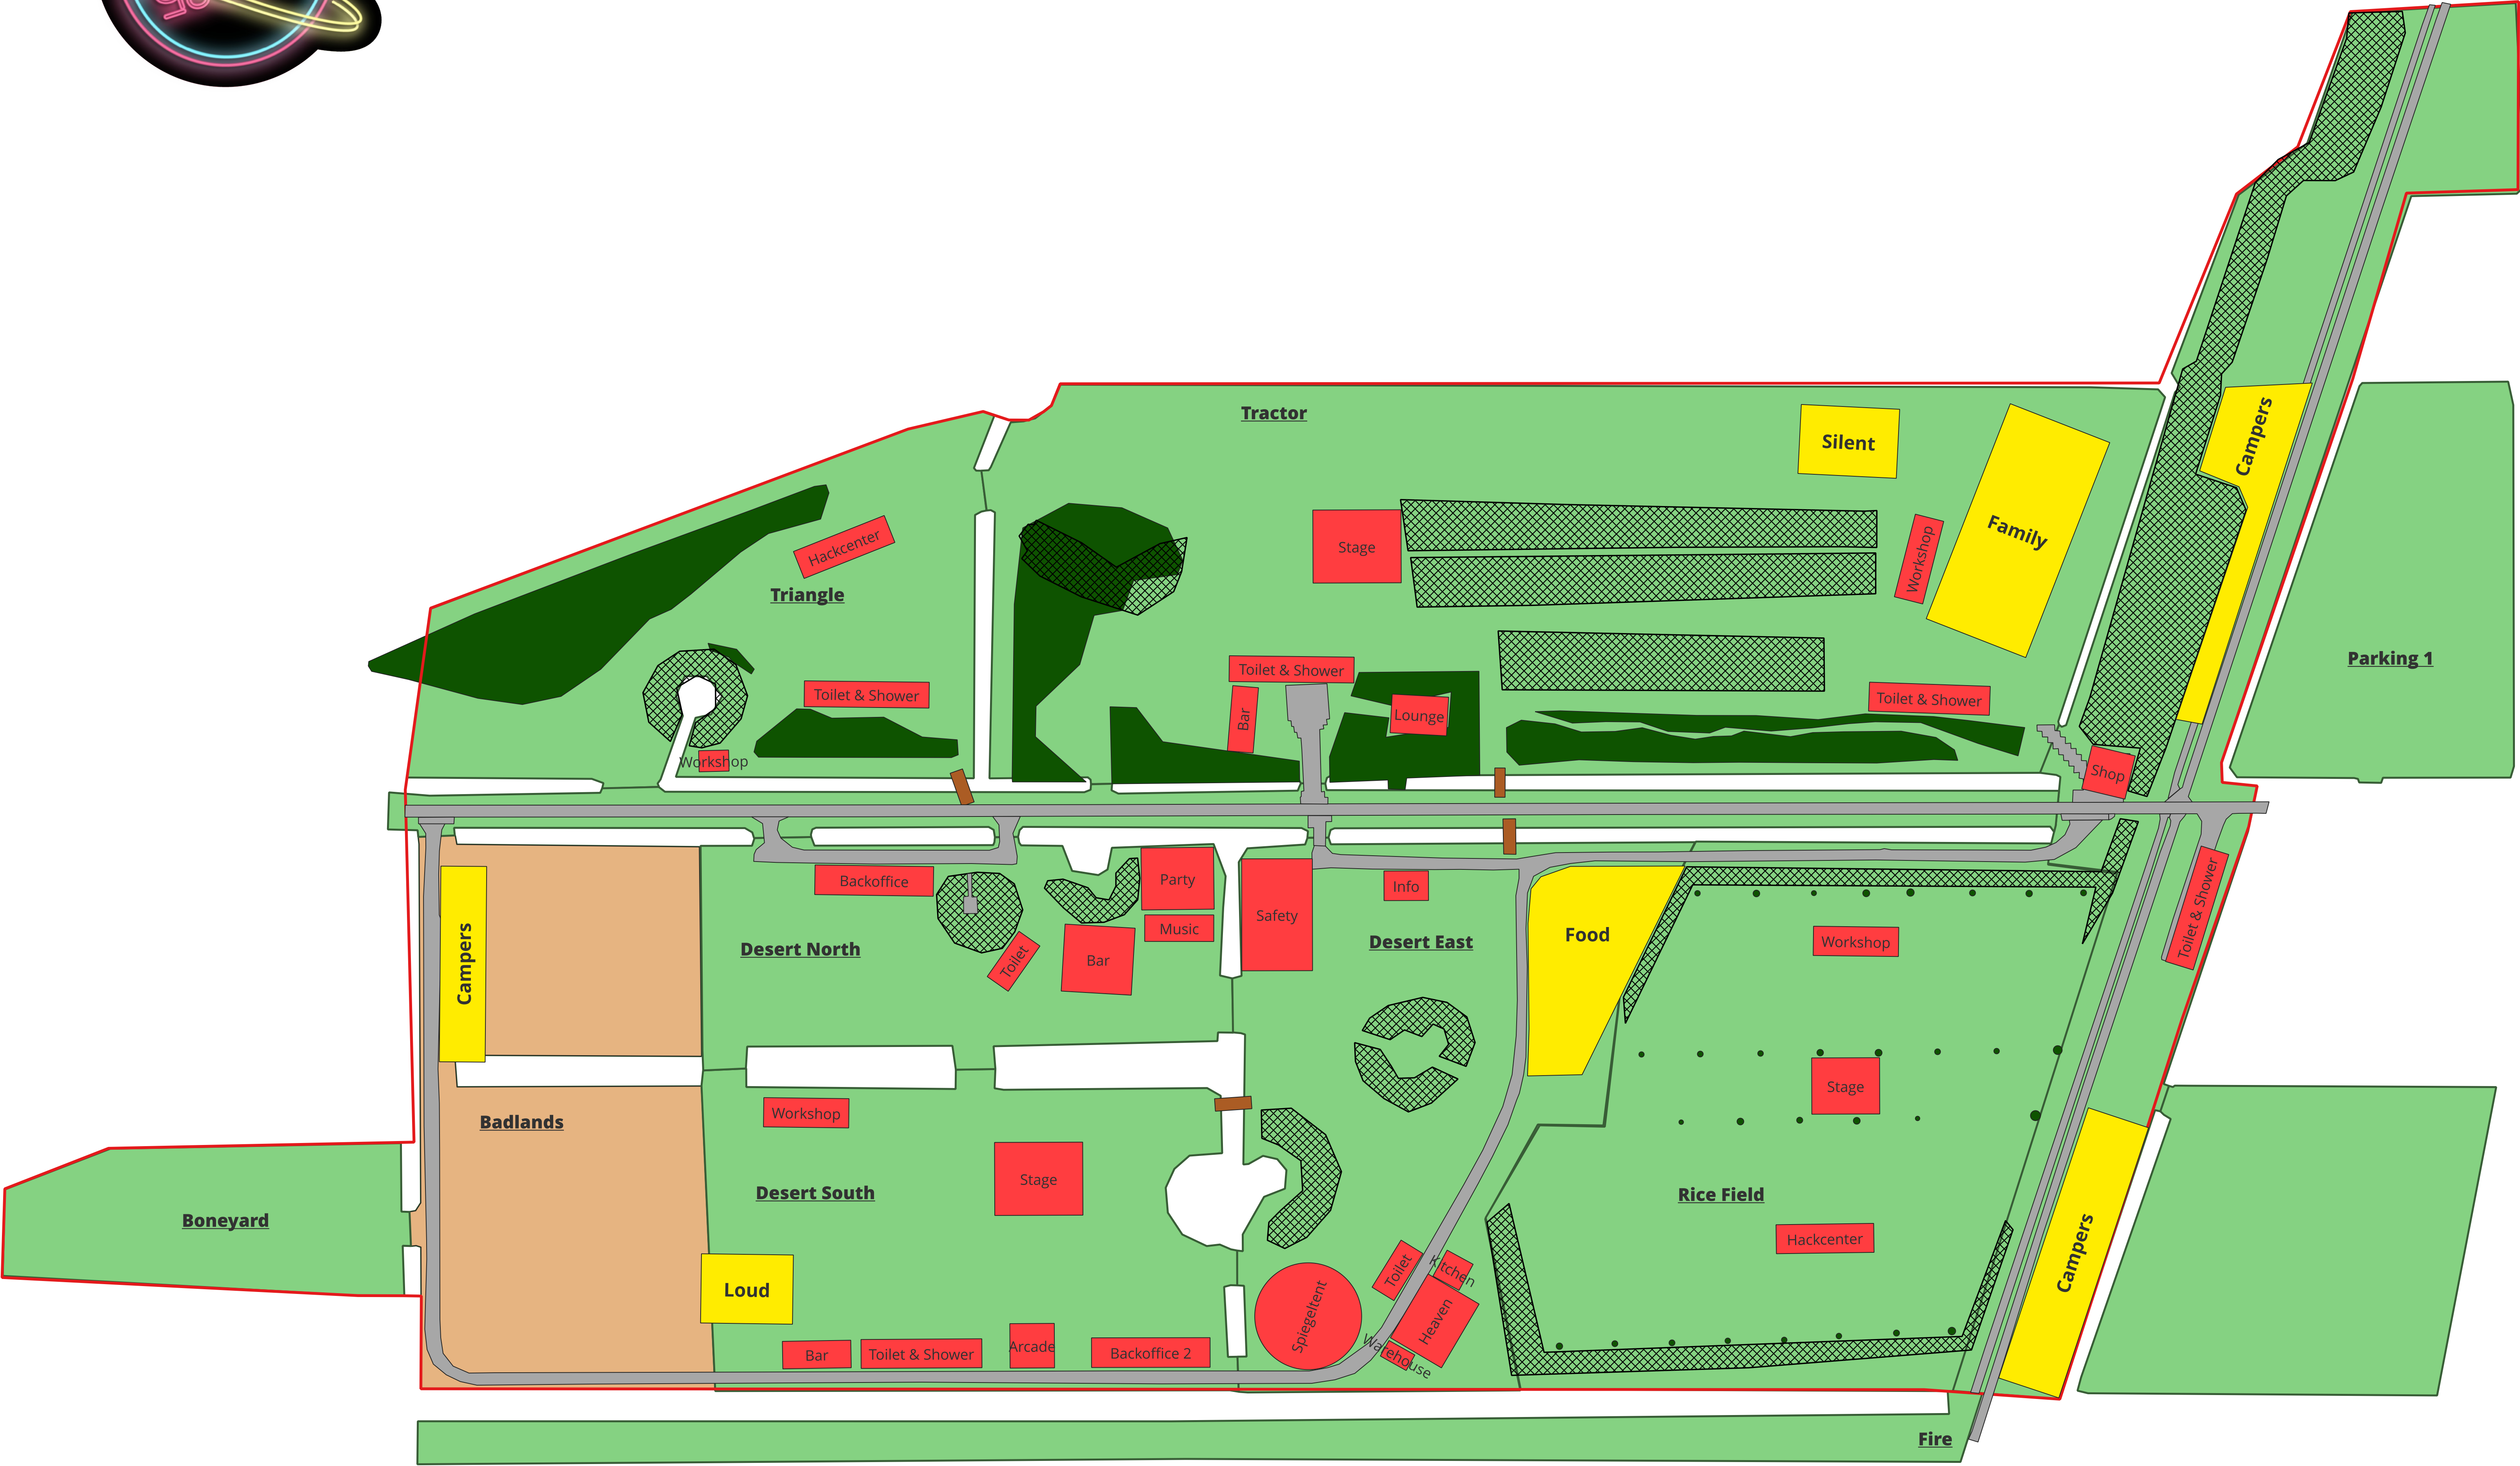 Tractor
Silent
Campers
Family
Stage
Hackcenter
Workshop
Triangle
Parking 1
Toilet & Shower
Toilet & Shower
Toilet & Shower
Bar
Lounge
Workshop
Shop
Backoffice
Party
Info
Safety
Toilet & Shower
Music
Food
Workshop
Campers
Desert North
Toilet
Bar
Desert East
Stage
Workshop
Badlands
Stage
Desert South
Rice Field
Boneyard
Hackcenter
Campers
Toilet
Kitchen
Loud
Spiegeltent
Heaven
Bar
Toilet & Shower
Arcade
Backoffice 2
Warehouse
Fire